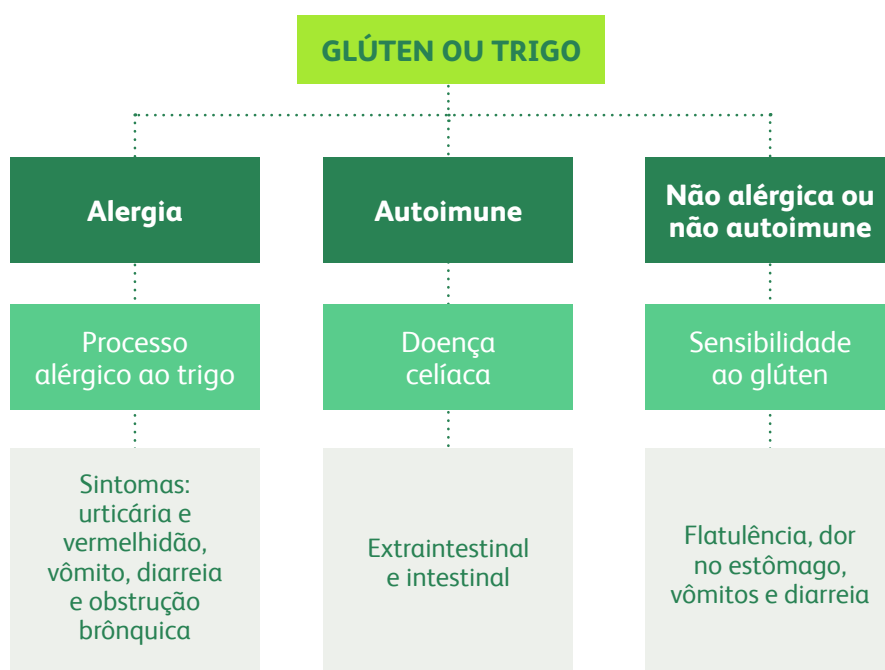 GLÚTEN OU TRIGO
Alergia
Autoimune
Não alérgica ou
não autoimune
Processo
alérgico ao trigo
Doença
celíaca
Sensibilidade
ao glúten
Sintomas:
urticária e
vermelhidão,
vômito, diarreia
e obstrução
brônquica
Extraintestinal
e intestinal
Flatulência, dor
no estômago,
vômitos e diarreia